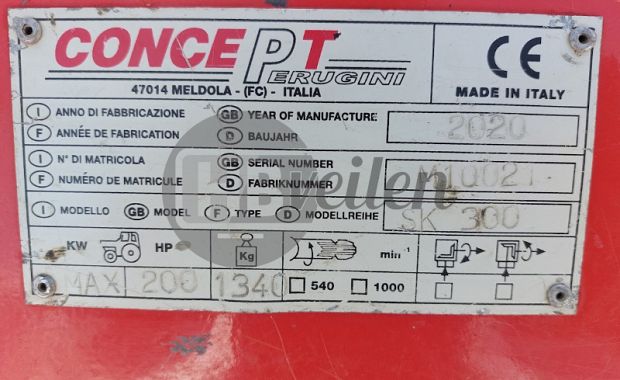 CONCEPT
PERUGINI
47014 MELDOLA - (FC) - ITALIA
CE
MADE IN ITALY
I ANNO DI FABBRICAZIONE GB YEAR OF MANUFACTURE
F ANNÉE DE FABRICATION D BAUJAHR
2020
I N° DI MATRICOLA GB SERIAL NUMBER
F NUMÉRO DE MATRICULE D FABRIKNUMMER
I MODELLO GB MODEL F TYPE D MODELLREIHE SK 300
KW HP Kg min-1
MAX 200 1340 540 1000
veilen